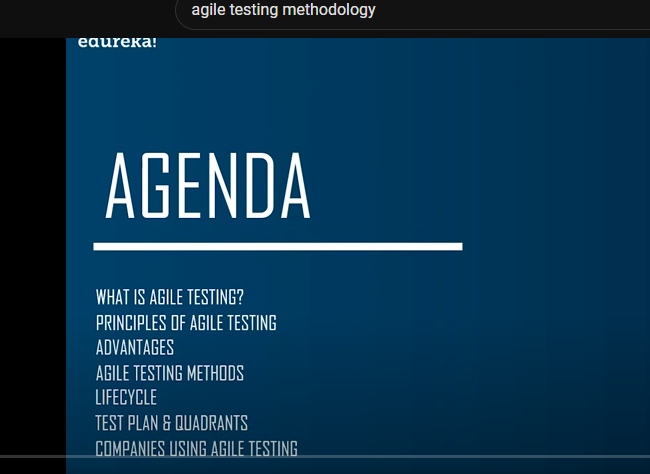 agile testing methodology
edureka!
AGENDA
WHAT IS AGILE TESTING?
PRINCIPLES OF AGILE TESTING
ADVANTAGES
AGILE TESTING METHODS
LIFECYCLE
TEST PLAN & QUADRANTS
COMPANIES USING AGILE TESTING